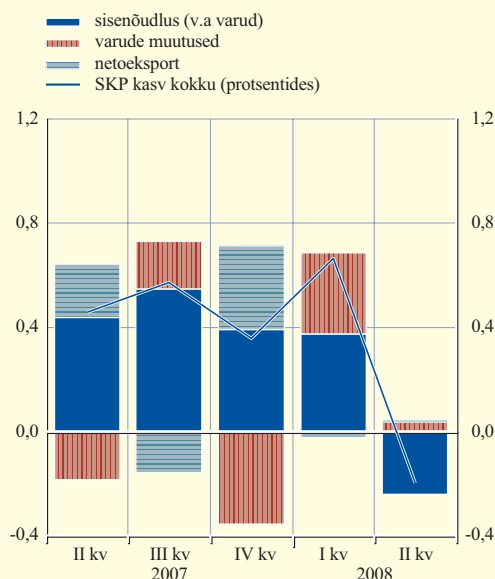 sisenõudlus (v.a varud)
varude muutused
netoeksport
SKP kasv kokku (protsentides)
1,2 1,2
0,8 0,8
0,4 0,4
0,0 0,0
-0,4 -0,4
II kv III kv IV kv I kv II kv
2007 2008